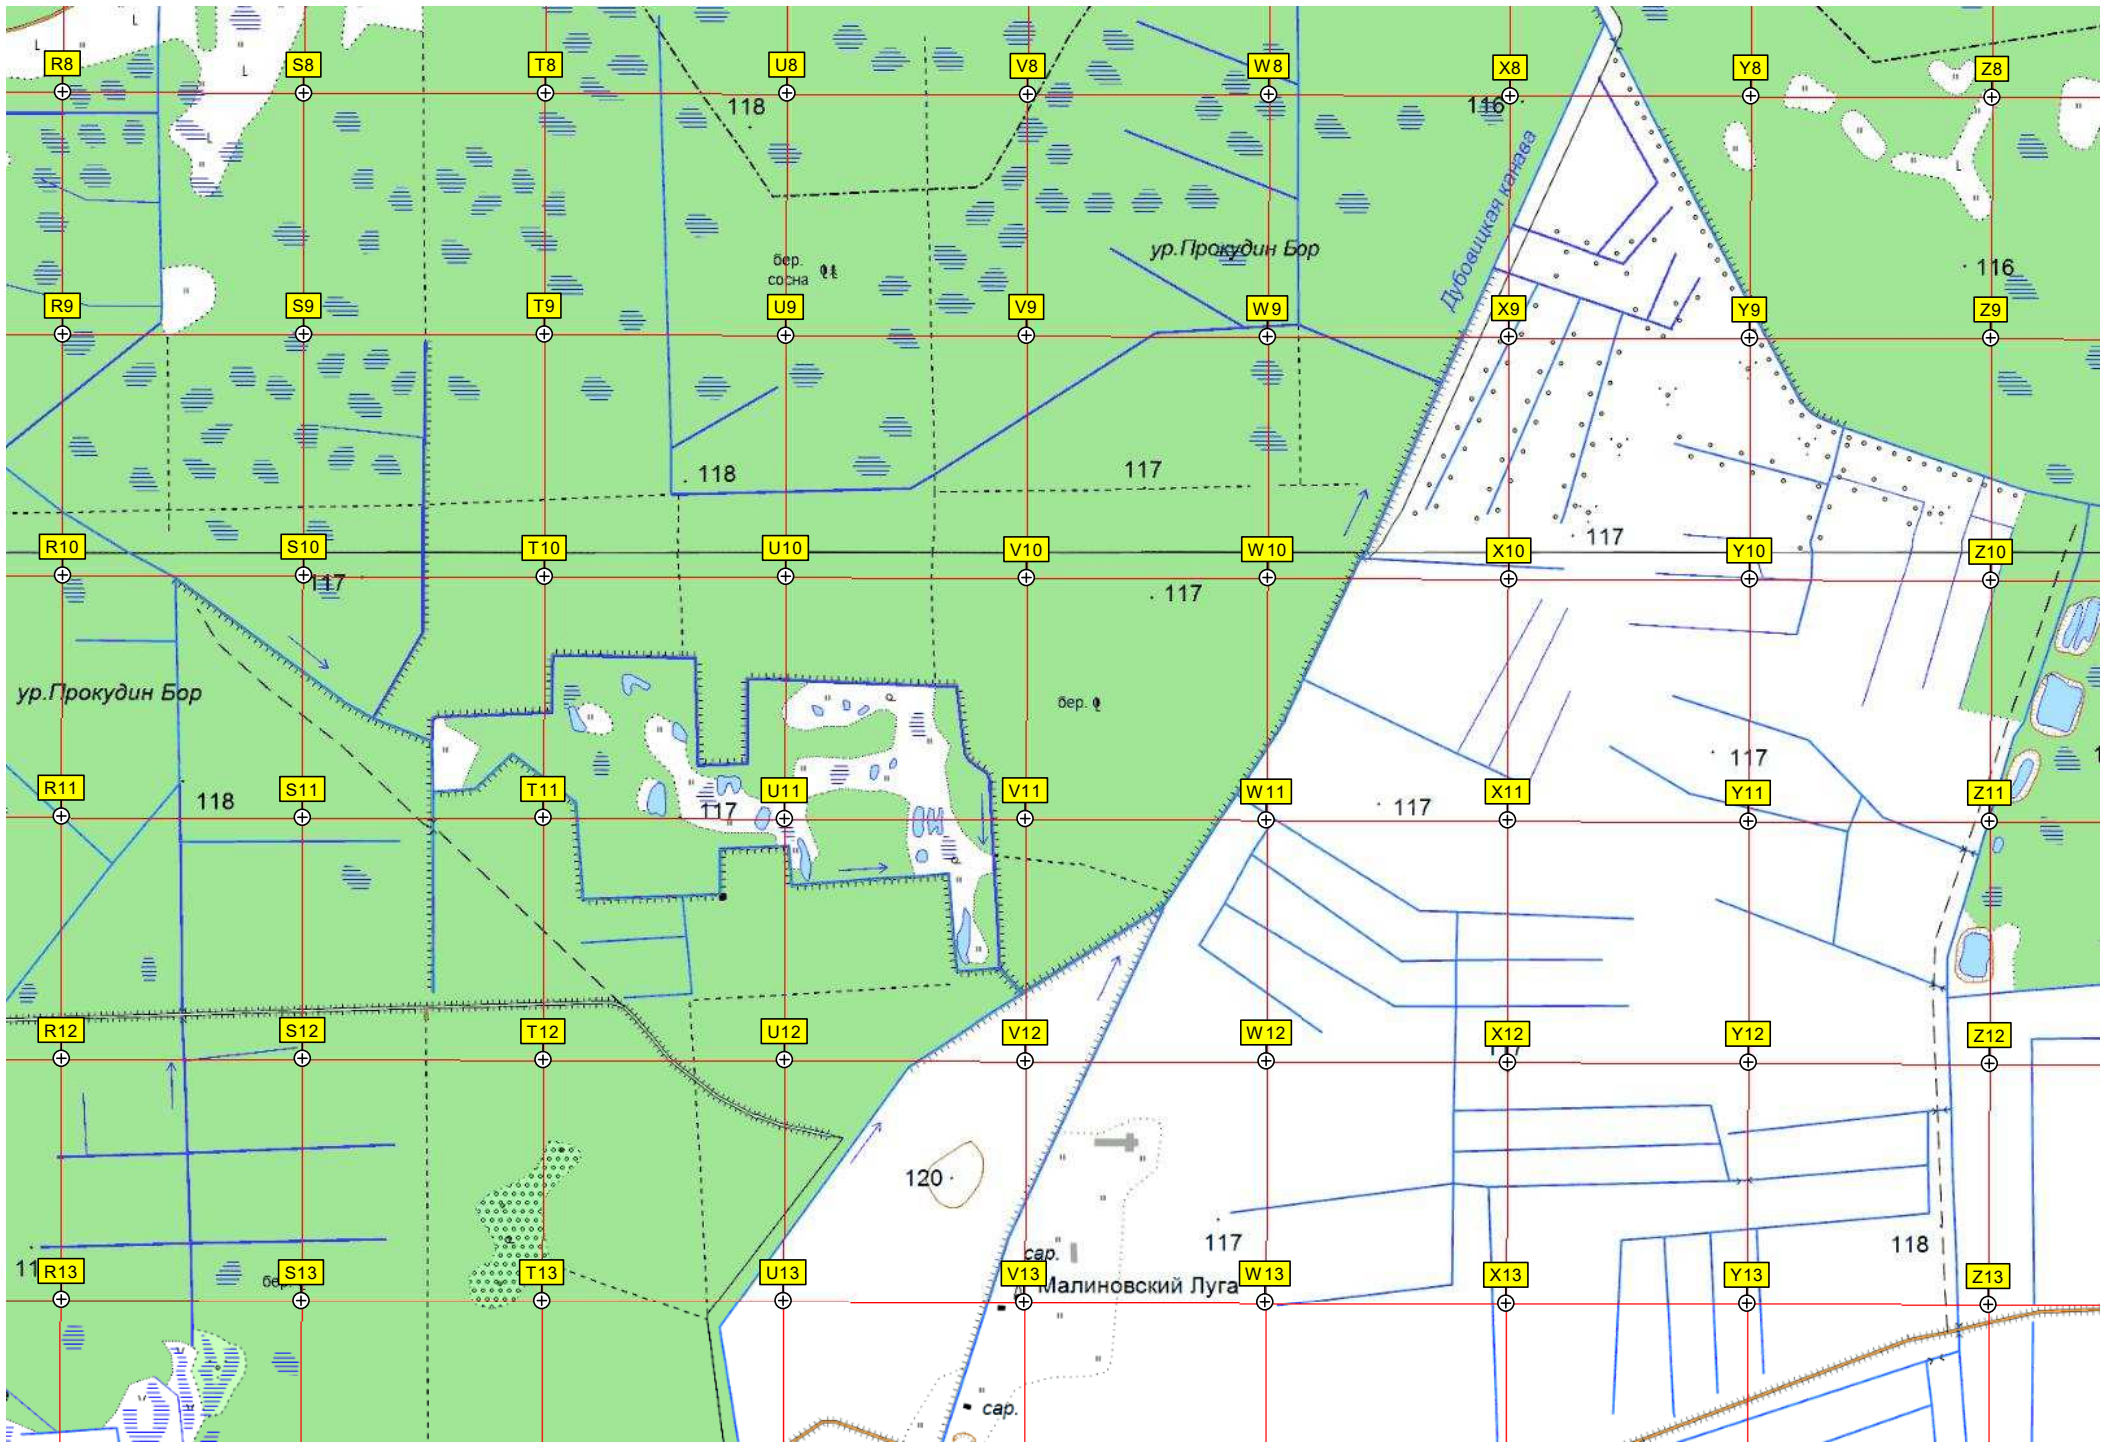 R8 S8 T8 U8 V8 W8 X8 Y8 Z8
118 116
Дубовицкая канава
ур.Прокудин Бор
бер.
сосна
116
R9 S9 T9 U9 V9 W9 X9 Y9 Z9
118 117
117
R10 S10 T10 U10 V10 W10 X10 Y10 Z10
117 117
ур.Прокудин Бор
бер.
117
R11 S11 T11 U11 V11 W11 X11 Y11 Z11
118 117 117
R12 S12 T12 U12 V12 W12 X12 Y12 Z12
120
117 118
сар.
R13 S13 T13 U13 V13 W13 X13 Y13 Z13
бер.
Малиновский Луга
сар.